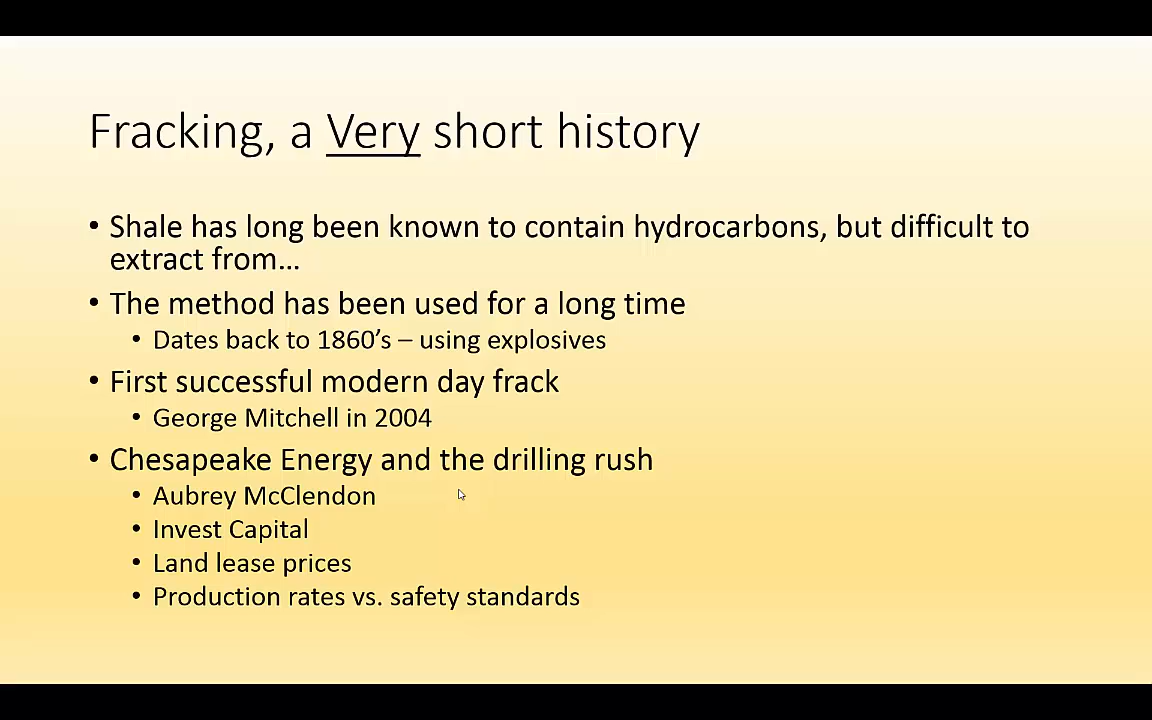 Fracking, a Very short history
• Shale has long been known to contain hydrocarbons, but difficult to
extract from…
• The method has been used for a long time
• Dates back to 1860’s – using explosives
• First successful modern day frack
• George Mitchell in 2004
• Chesapeake Energy and the drilling rush
• Aubrey McClendon
• Invest Capital
• Land lease prices
• Production rates vs. safety standards